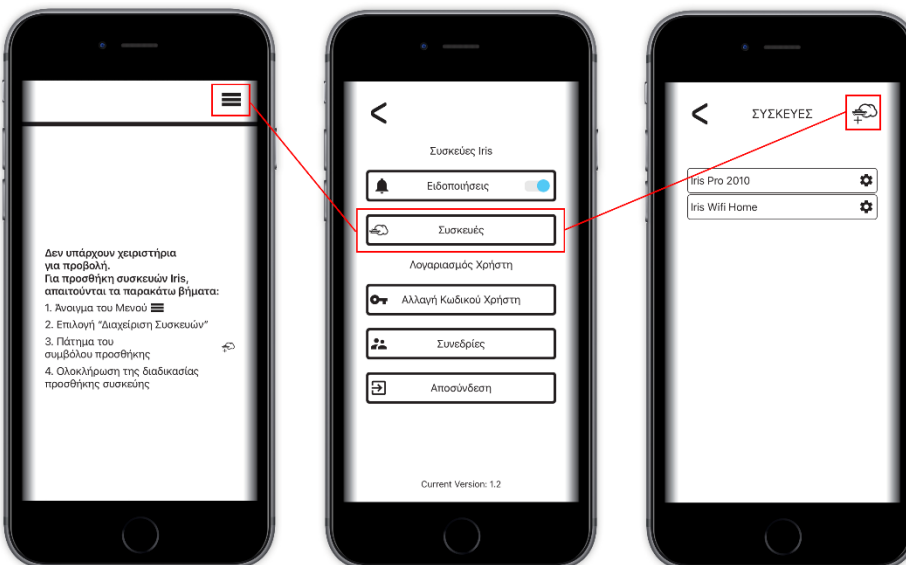 Δεν υπάρχουν χειριστήρια
για προβολή.
Για προσθήκη συσκευών Iris,
απαιτούνται τα παρακάτω βήματα:
1. Άνοιγμα του Μενού
2. Επιλογή “Διαχείριση Συσκευών”
3. Πάτημα του
συμβόλου προσθήκης
4. Ολοκλήρωση της διαδικασίας
προσθήκης συσκεύης
Συσκεύες Iris
Ειδοποιήσεις
Συσκευές
Λογαριασμός Χρήστη
Αλλαγή Κωδικού Χρήστη
Συνεδρίες
Αποσύνδεση
Current Version: 1.2
ΣΥΣΚΕΥΕΣ
Iris Pro 2010
Iris Wifi Home